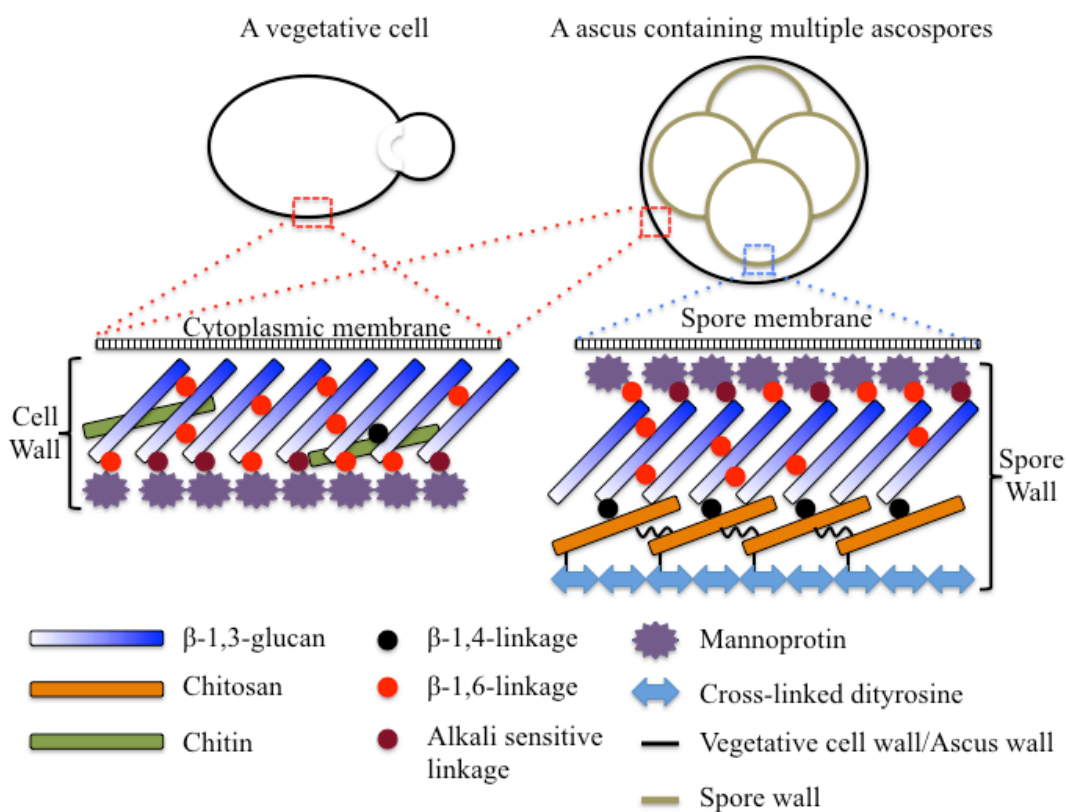 A vegetative cell
A ascus containing multiple ascospores
Cytoplasmic membrane
Spore membrane
Cell
Wall
Spore
Wall
β-1,3-glucan
Chitosan
Chitin
β-1,4-linkage
β-1,6-linkage
Alkali sensitive
linkage
Mannoprotin
Cross-linked dityrosine
Vegetative cell wall/Ascus wall
Spore wall